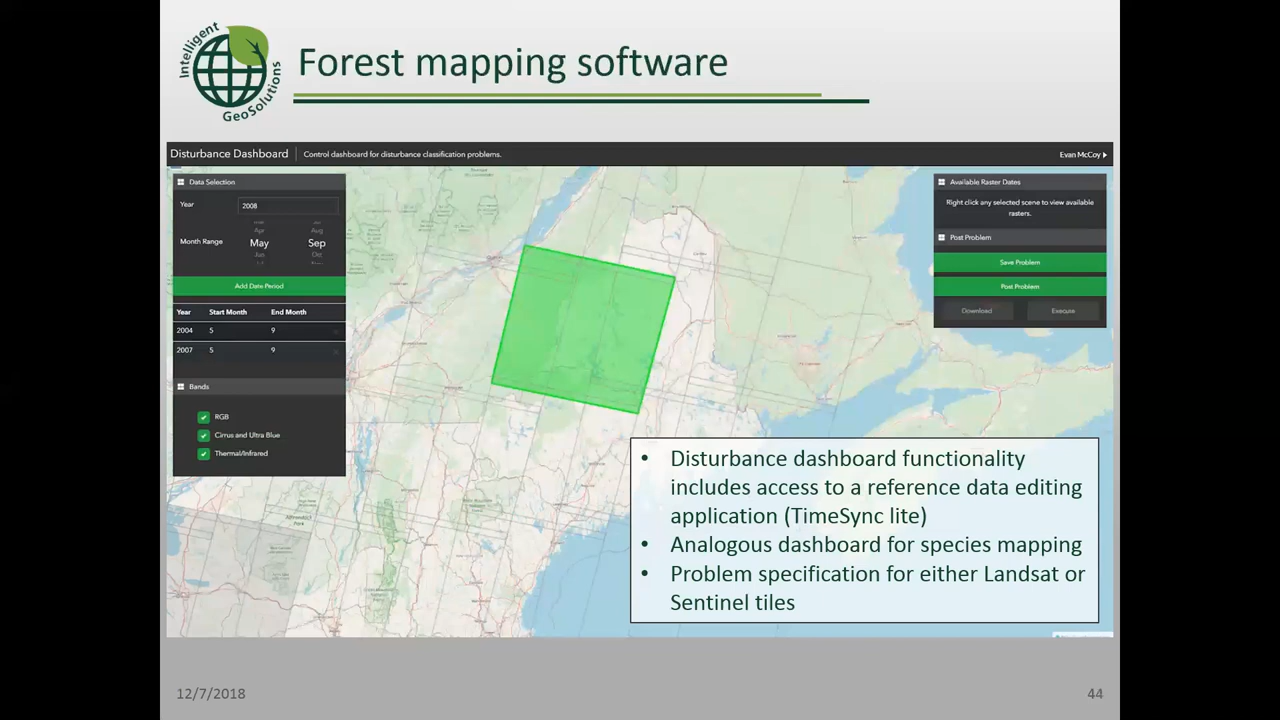 Intelligent
GeoSolutions
Forest mapping software
Disturbance Dashboard
Control dashboard for disturbance classification problems.
Evan McCoy
Data Selection
Year
2008
Apr
Aug
Month Range
May
Sep
Jun
Oct
Add Date Period
Year Start Month End Month
2004 5 9
2007 5 9
Bands
RGB
Cirrus and Ultra Blue
Thermal/Infrared
Available Raster Dates
Right click any selected scene to view available
rasters.
Post Problem
Save Problem
Post Problem
Download
Execute
• Disturbance dashboard functionality
includes access to a reference data editing
application (TimeSync lite)
• Analogous dashboard for species mapping
• Problem specification for either Landsat or
Sentinel tiles
12/7/2018
44